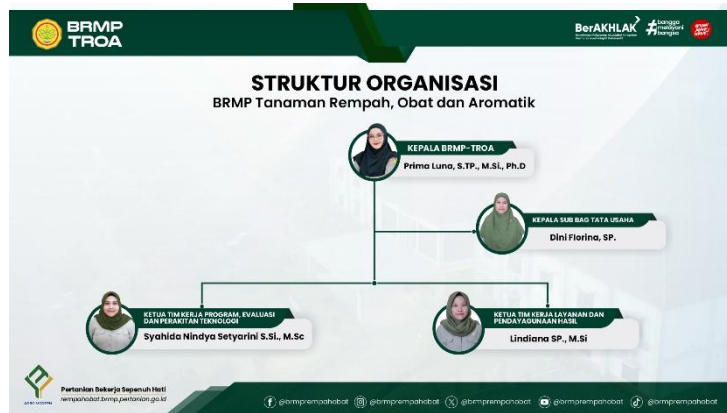 BRMP
TROA
BerAKHLAK
#bangga
melayani
bangsa
STRUKTUR ORGANISASI
BRMP Tanaman Rempah, Obat dan Aromatik
KEPALA BRMP-TROA
Prima Luna, S.TP., M.Si., Ph.D
KEPALA SUB BAG TATA USAHA
Dini Florina, SP.
KETUA TIM KERJA PROGRAM, EVALUASI
DAN PERAKITAN TEKNOLOGI
Syahida Nindya Setyarini S.Si., M.Sc
KETUA TIM KERJA LAYANAN DAN
PENDAYAGUNAAN HASIL
Lindiana SP., M.Si
Pertanian Bekerja Sepenuh Hati
rempahobat.brmp.pertanian.go.id
@brmprempahobat @brmprempahobat @brmprempahobat @brmprempahobat @brmprempahobat